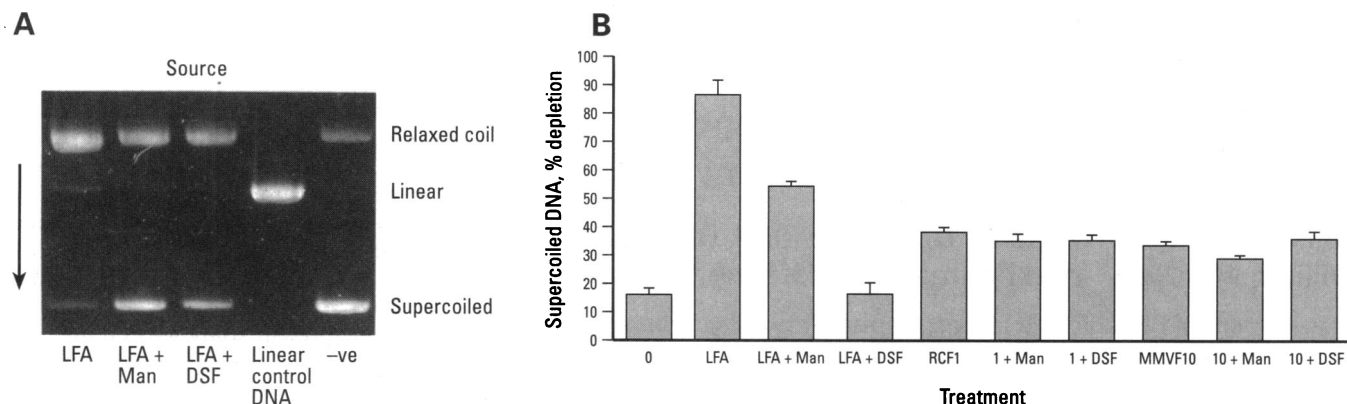 A
Source
Relaxed coil
Linear
Supercoiled
LFA
LFA +
Man
LFA +
DSF
Linear
control
DNA
–ve
B
Supercoiled DNA, % depletion
100
90
80
70
60
50
40
30
20
10
0
0
LFA
LFA + Man
LFA + DSF
RCF1
1 + Man
1 + DSF
MMVF10
10 + Man
10 + DSF
Treatment